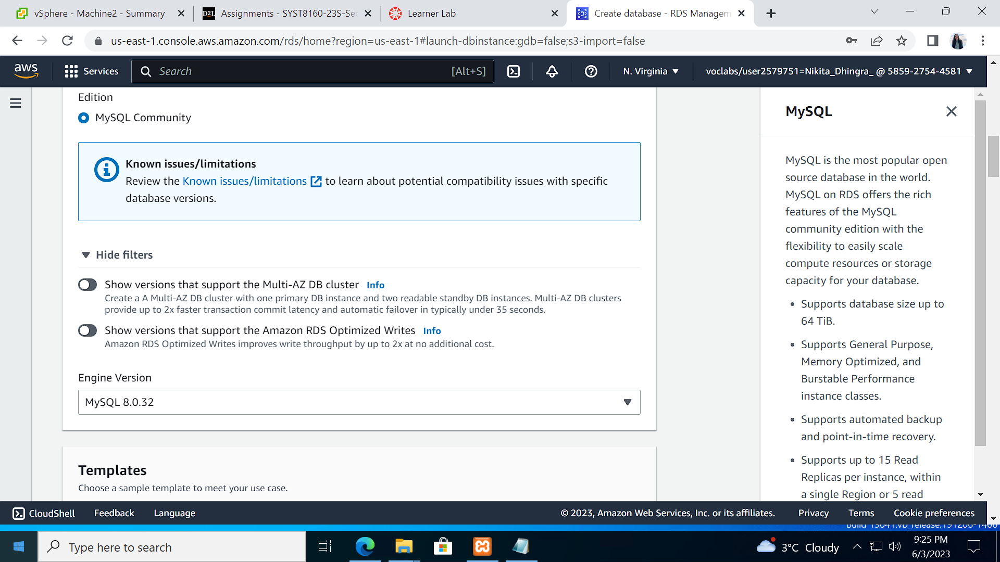 vSphere - Machine2 - Summary
Assignments - SYST8160-23S-Sec
Learner Lab
Create database - RDS Managem
us-east-1.console.aws.amazon.com/rds/home?region=us-east-1#launch-dbinstance:gdb=false;s3-import=false
aws
Services
Search
[Alt+S]
N. Virginia
voclabs/user2579751=Nikita_Dhingra_ @ 5859-2754-4581
Edition
MySQL Community
Known issues/limitations
Review the Known issues/limitations to learn about potential compatibility issues with specific
database versions.
Hide filters
Show versions that support the Multi-AZ DB cluster Info
Create a A Multi-AZ DB cluster with one primary DB instance and two readable standby DB instances. Multi-AZ DB clusters
provide up to 2x faster transaction commit latency and automatic failover in typically under 35 seconds.
Show versions that support the Amazon RDS Optimized Writes Info
Amazon RDS Optimized Writes improves write throughput by up to 2x at no additional cost.
Engine Version
MySQL 8.0.32
Templates
Choose a sample template to meet your use case.
MySQL
MySQL is the most popular open
source database in the world.
MySQL on RDS offers the rich
features of the MySQL
community edition with the
flexibility to easily scale
compute resources or storage
capacity for your database.
• Supports database size up to
64 TiB.
• Supports General Purpose,
Memory Optimized, and
Burstable Performance
instance classes.
• Supports automated backup
and point-in-time recovery.
• Supports up to 15 Read
Replicas per instance, within
a single Region or 5 read
CloudShell
Feedback
Language
© 2023, Amazon Web Services, Inc. or its affiliates.
Privacy
Terms
Cookie preferences
Build 19041.vb_release.191206-1406
Type here to search
3°C Cloudy
9:25 PM
6/3/2023